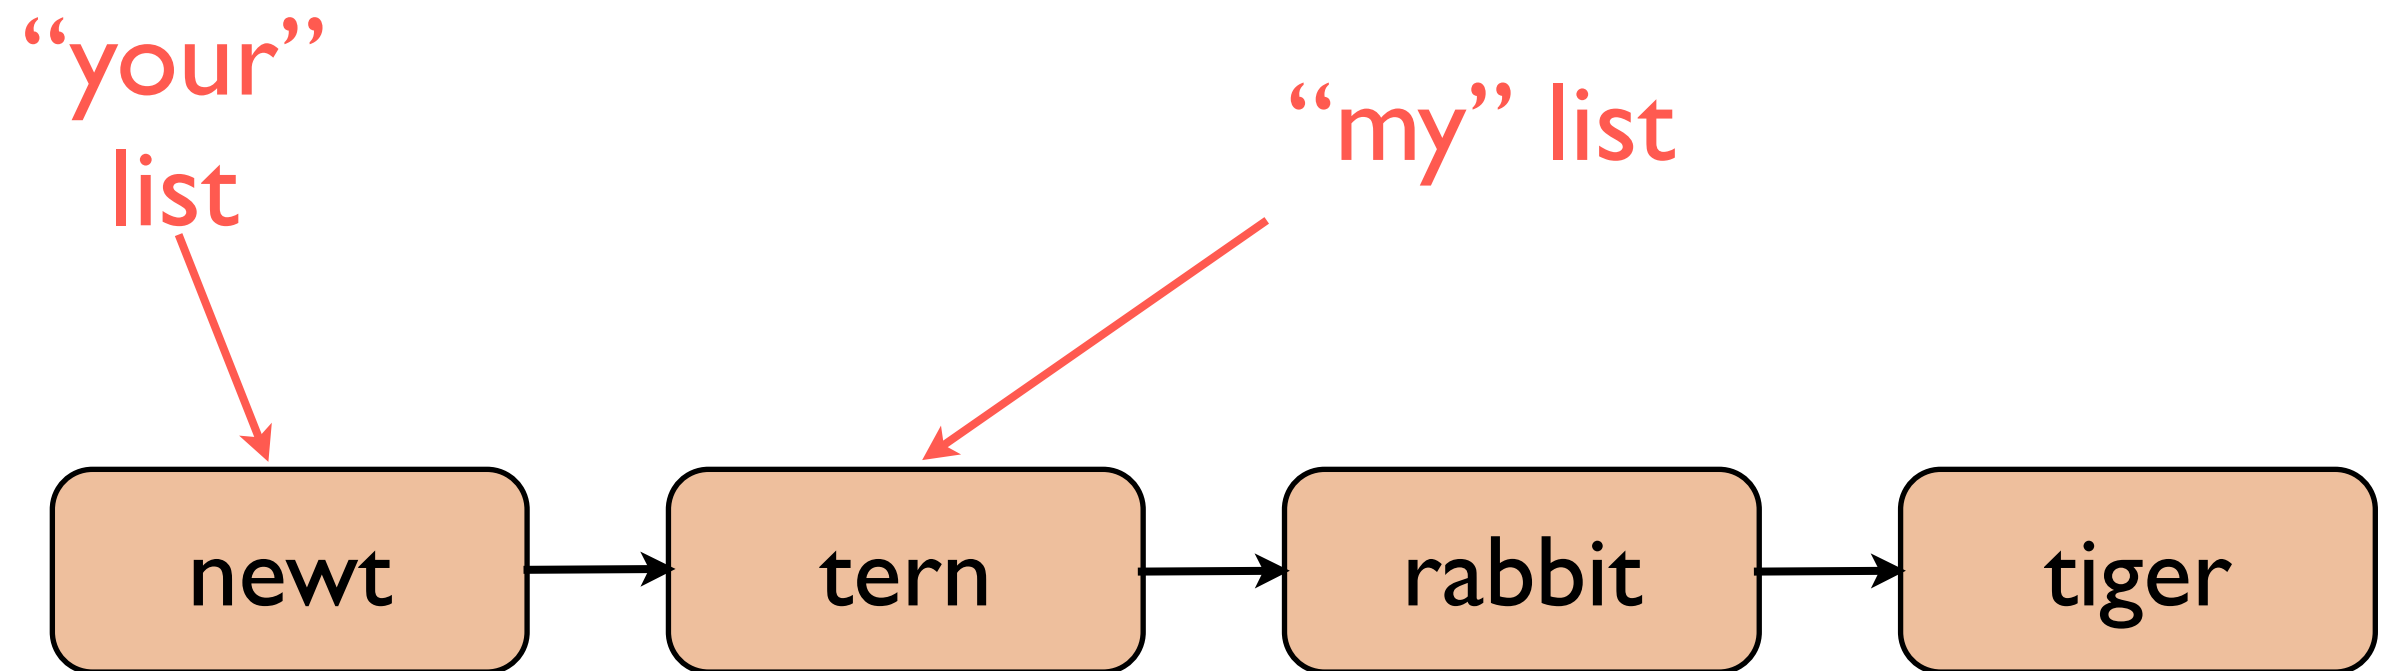 “your”
list
“my” list
newt
tern
rabbit
tiger